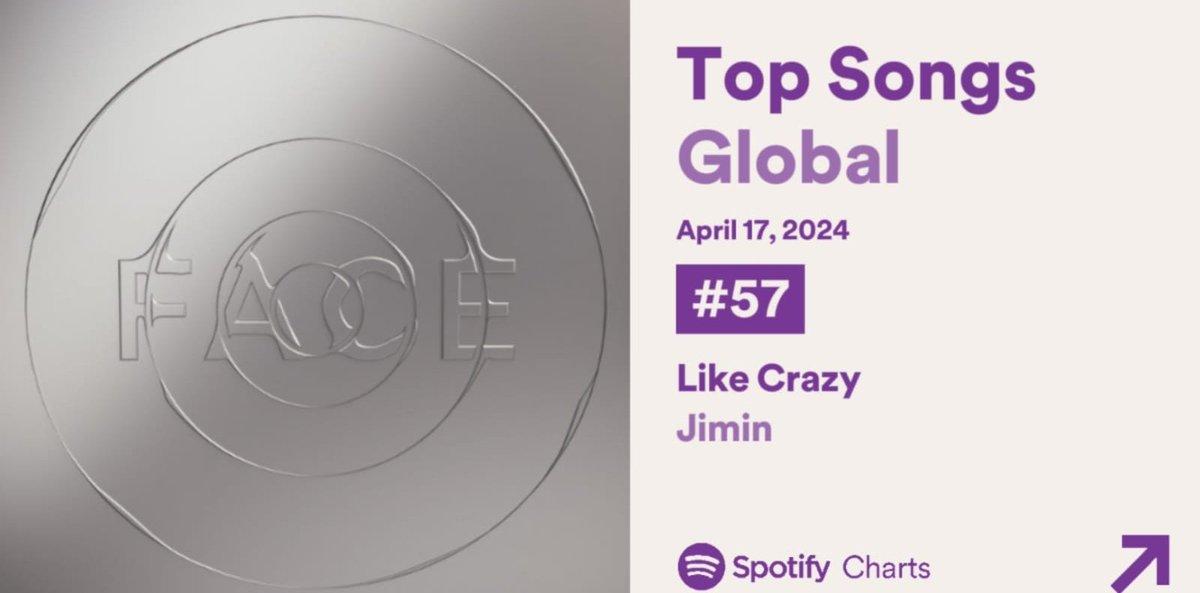 FACE
Top Songs
Global
April 17, 2024
#57
Like Crazy
Jimin
Spotify Charts